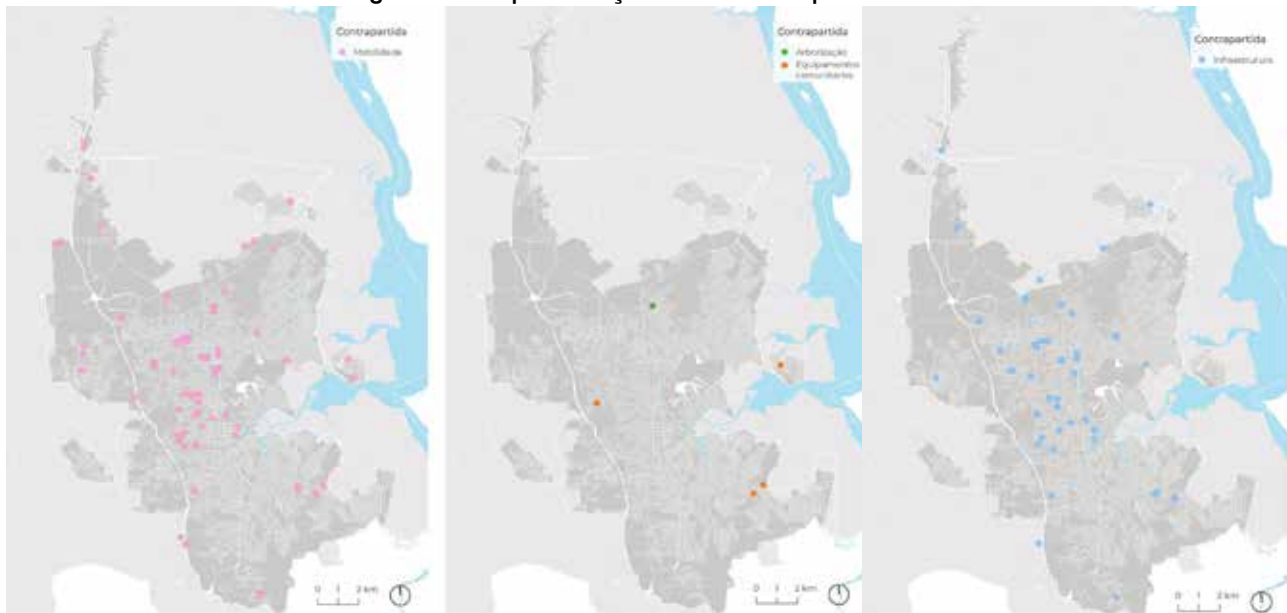 Contrapartida
Mobilidade
0 1 2 km
Contrapartida
Arborização
Equipamentos
comunitários
0 1 2 km
Contrapartida
Infraestrutura
0 1 2 km